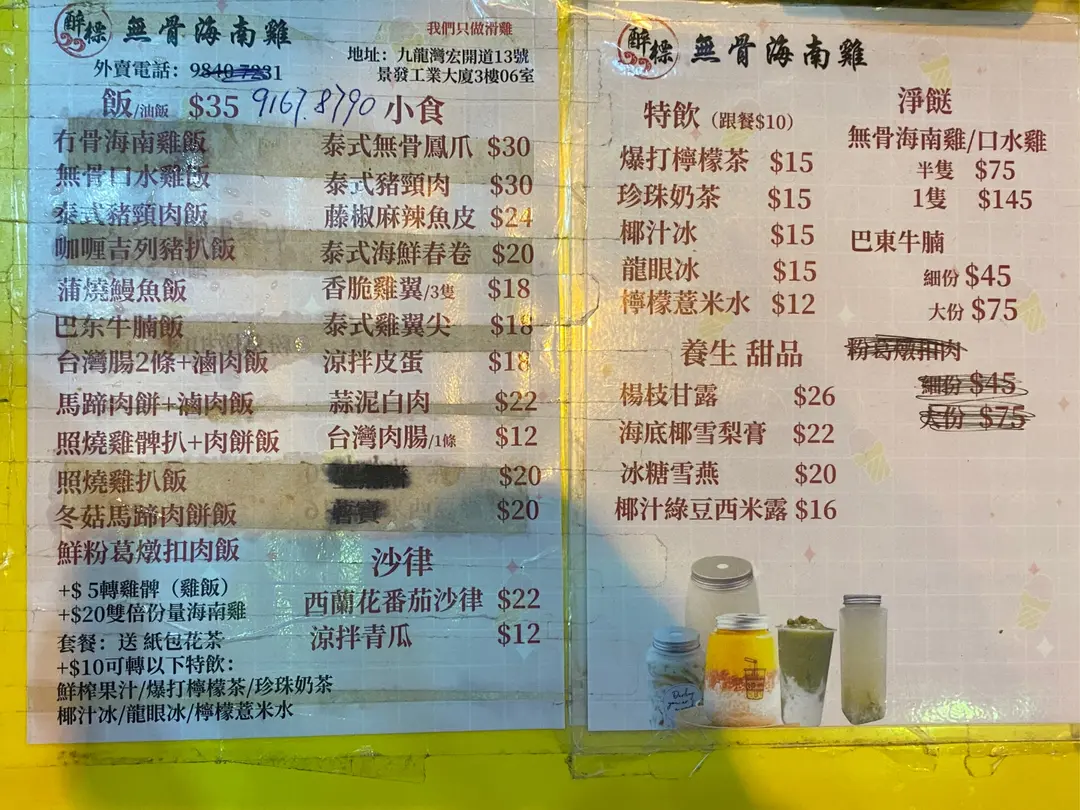 醉樑 無骨海南雞
我們只做滑雞
外賣電話：9840 7231
地址：九龍灣宏開道13號
景發工業大廈3樓06室
飯/油飯 $35 9167.8790
冇骨海南雞飯
無骨口水雞飯
泰式豬頸肉飯
咖喱吉列豬扒飯
蒲燒鰻魚飯
巴东牛腩飯
台灣腸2條+滷肉飯
馬蹄肉餅+滷肉飯
照燒雞髀扒+肉餅飯
照燒雞扒飯
冬菇馬蹄肉餅飯
鮮粉葛燉扣肉飯
+$ 5轉雞髀（雞飯）
+$20雙倍份量海南雞
套餐：送 紙包花茶
+$10可轉以下特飲：
鮮榨果汁/爆打檸檬茶/珍珠奶茶
椰汁冰/龍眼冰/檸檬薏米水
小食
泰式無骨鳳爪 $30
泰式豬頸肉 $30
藤椒麻辣魚皮 $24
泰式海鮮春卷 $20
香脆雞翼/3隻 $18
泰式雞翼尖 $18
涼拌皮蛋 $18
蒜泥白肉 $22
台灣肉腸/1條 $12
$20
$20
沙律
西蘭花番茄沙律 $22
涼拌青瓜 $12
醉樑 無骨海南雞
特飲（跟餐$10）
爆打檸檬茶 $15
珍珠奶茶 $15
椰汁冰 $15
龍眼冰 $15
檸檬薏米水 $12
養生 甜品
楊枝甘露 $26
海底椰雪梨膏 $22
冰糖雪燕 $20
椰汁綠豆西米露 $16
淨餸
無骨海南雞/口水雞
半隻 $75
1隻 $145
巴東牛腩
細份 $45
大份 $75
粉葛燉扣肉
細份 $45
大份 $75